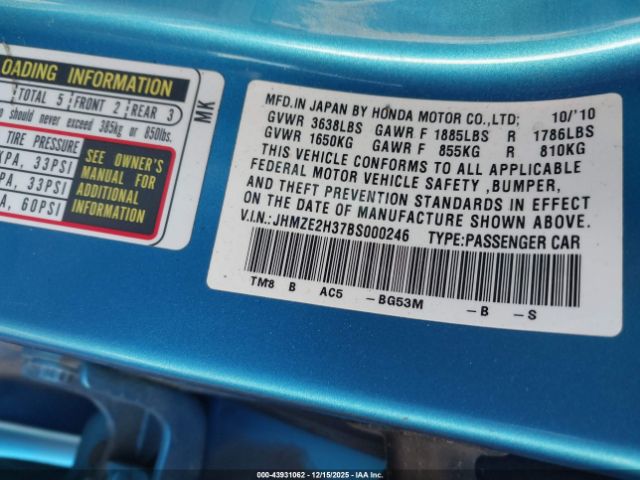 LOADING INFORMATION
TOTAL 5 FRONT 2 REAR 3
should never exceed 385kg or 850lbs.
TIRE PRESSURE
KPA, 33PSI
PA, 33PSI
A, 60PSI
SEE OWNER'S
MANUAL FOR
ADDITIONAL
INFORMATION
MK
MFD.IN JAPAN BY HONDA MOTOR CO.,LTD; 10/'10
GVWR 3638LBS GAWR F 1885LBS R 1786LBS
GVWR 1650KG GAWR F 855KG R 810KG
THIS VEHICLE CONFORMS TO ALL APPLICABLE
FEDERAL MOTOR VEHICLE SAFETY ,BUMPER,
AND THEFT PREVENTION STANDARDS IN EFFECT
ON THE DATE OF MANUFACTURE SHOWN ABOVE.
V.I.N.: JHMZE2H37BS000246 TYPE:PASSENGER CAR
TM8 B AC5 -BG53M -B -S
000-43931062 - 12/15/2025 - IAA Inc.